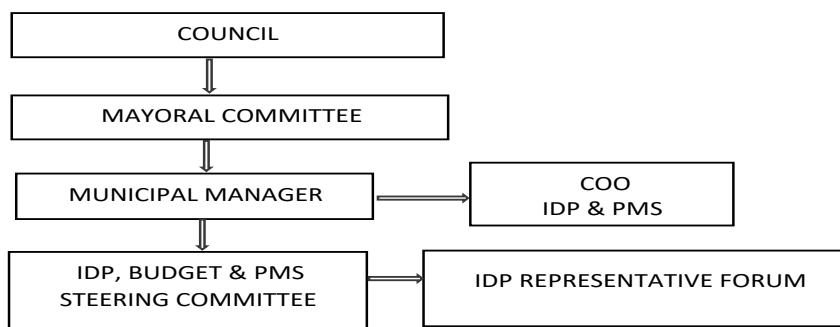 COUNCIL
MAYORAL COMMITTEE
MUNICIPAL MANAGER
COO
IDP & PMS
IDP, BUDGET & PMS
STEERING COMMITTEE
IDP REPRESENTATIVE FORUM